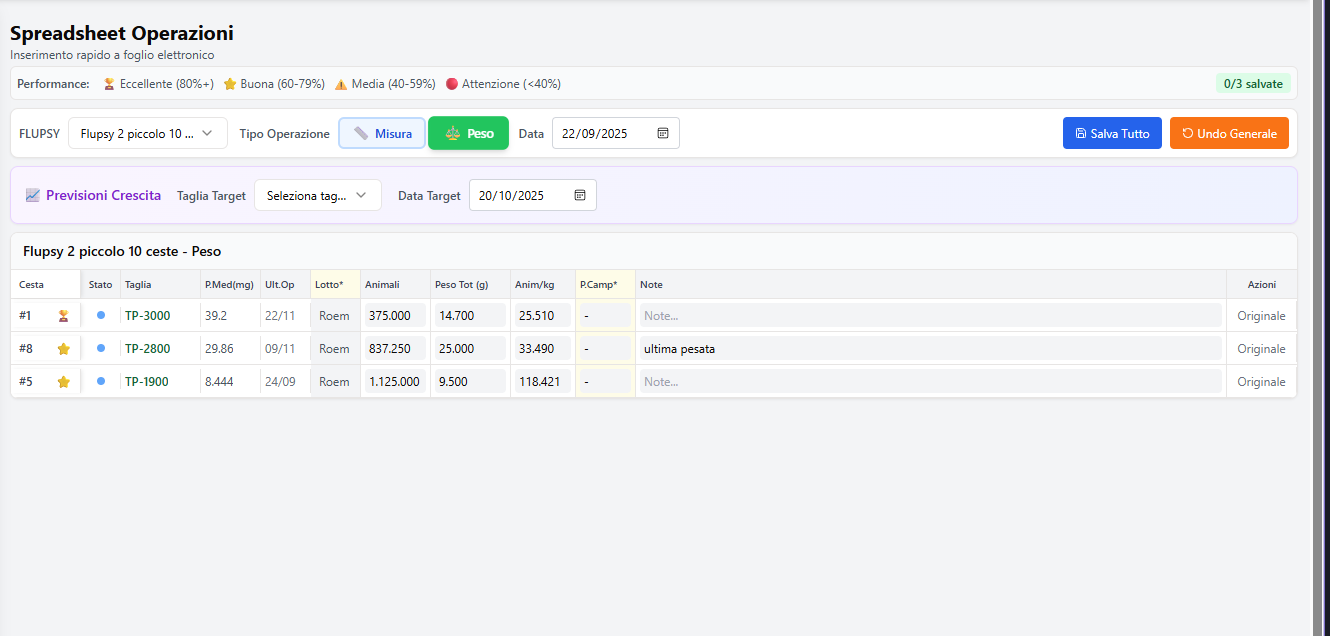 Spreadsheet Operazioni
Inserimento rapido a foglio elettronico
Performance: Eccellente (80%+) Buona (60-79%) Media (40-59%) Attenzione (<40%) 0/3 salvate
FLUPSY Flupsy 2 piccolo 10 ... Tipo Operazione Misura Peso Data 22/09/2025 Salva Tutto Undo Generale
Previsioni Crescita Taglia Target Seleziona tag... Data Target 20/10/2025
Flupsy 2 piccolo 10 ceste - Peso
Cesta Stato Taglia P.Med(mg) Ult.Op Lotto* Animali Peso Tot (g) Anim/kg P.Camp* Note Azioni
#1 TP-3000 39.2 22/11 Roem 375.000 14.700 25.510 - Note... Originale
#8 TP-2800 29.86 09/11 Roem 837.250 25.000 33.490 - ultima pesata Originale
#5 TP-1900 8.444 24/09 Roem 1.125.000 9.500 118.421 - Note... Originale